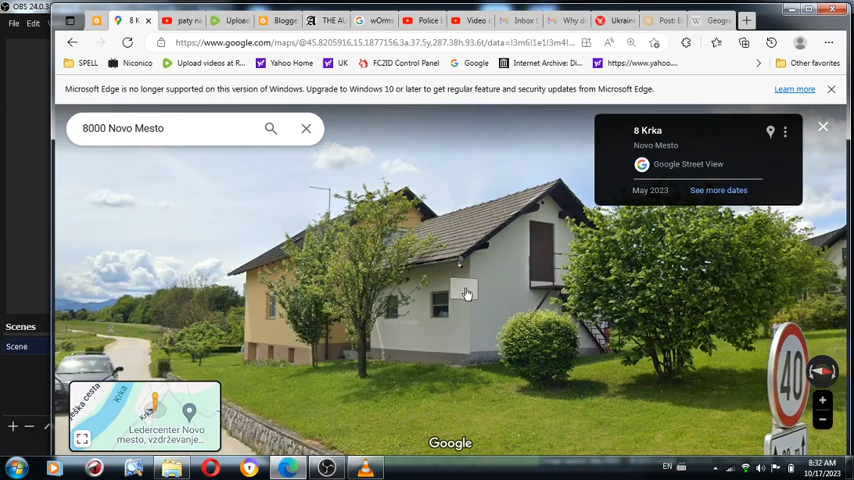 OBS 24.0.3
File
Edit
8 K
paty na
Upload
Blogge
THE AU
wOrms
Police I
Video d
Inbox (
Why do
Ukrain
Post: Ed
Geogra
https://www.google.com/maps/@45.8205916,15.1877156,3a,37.5y,287.38h,93.6t/data=!3m6!1e1!3m4!1
SPELL
Niconico
Upload videos at R...
Yahoo Home
UK
FC2ID Control Panel
Google
Internet Archive: Di...
https://www.yahoo....
Other favorites
Microsoft Edge is no longer supported on this version of Windows. Upgrade to Windows 10 or later to get regular feature and security updates from Microsoft Edge.
Learn more
8000 Novo Mesto
8 Krka
Novo Mesto
Google Street View
May 2023
See more dates
Scenes
Scene
40
Krka
Krka
Ledercenter Novo
mesto, vzdrževanje...
Google
EN
8:32 AM
10/17/2023